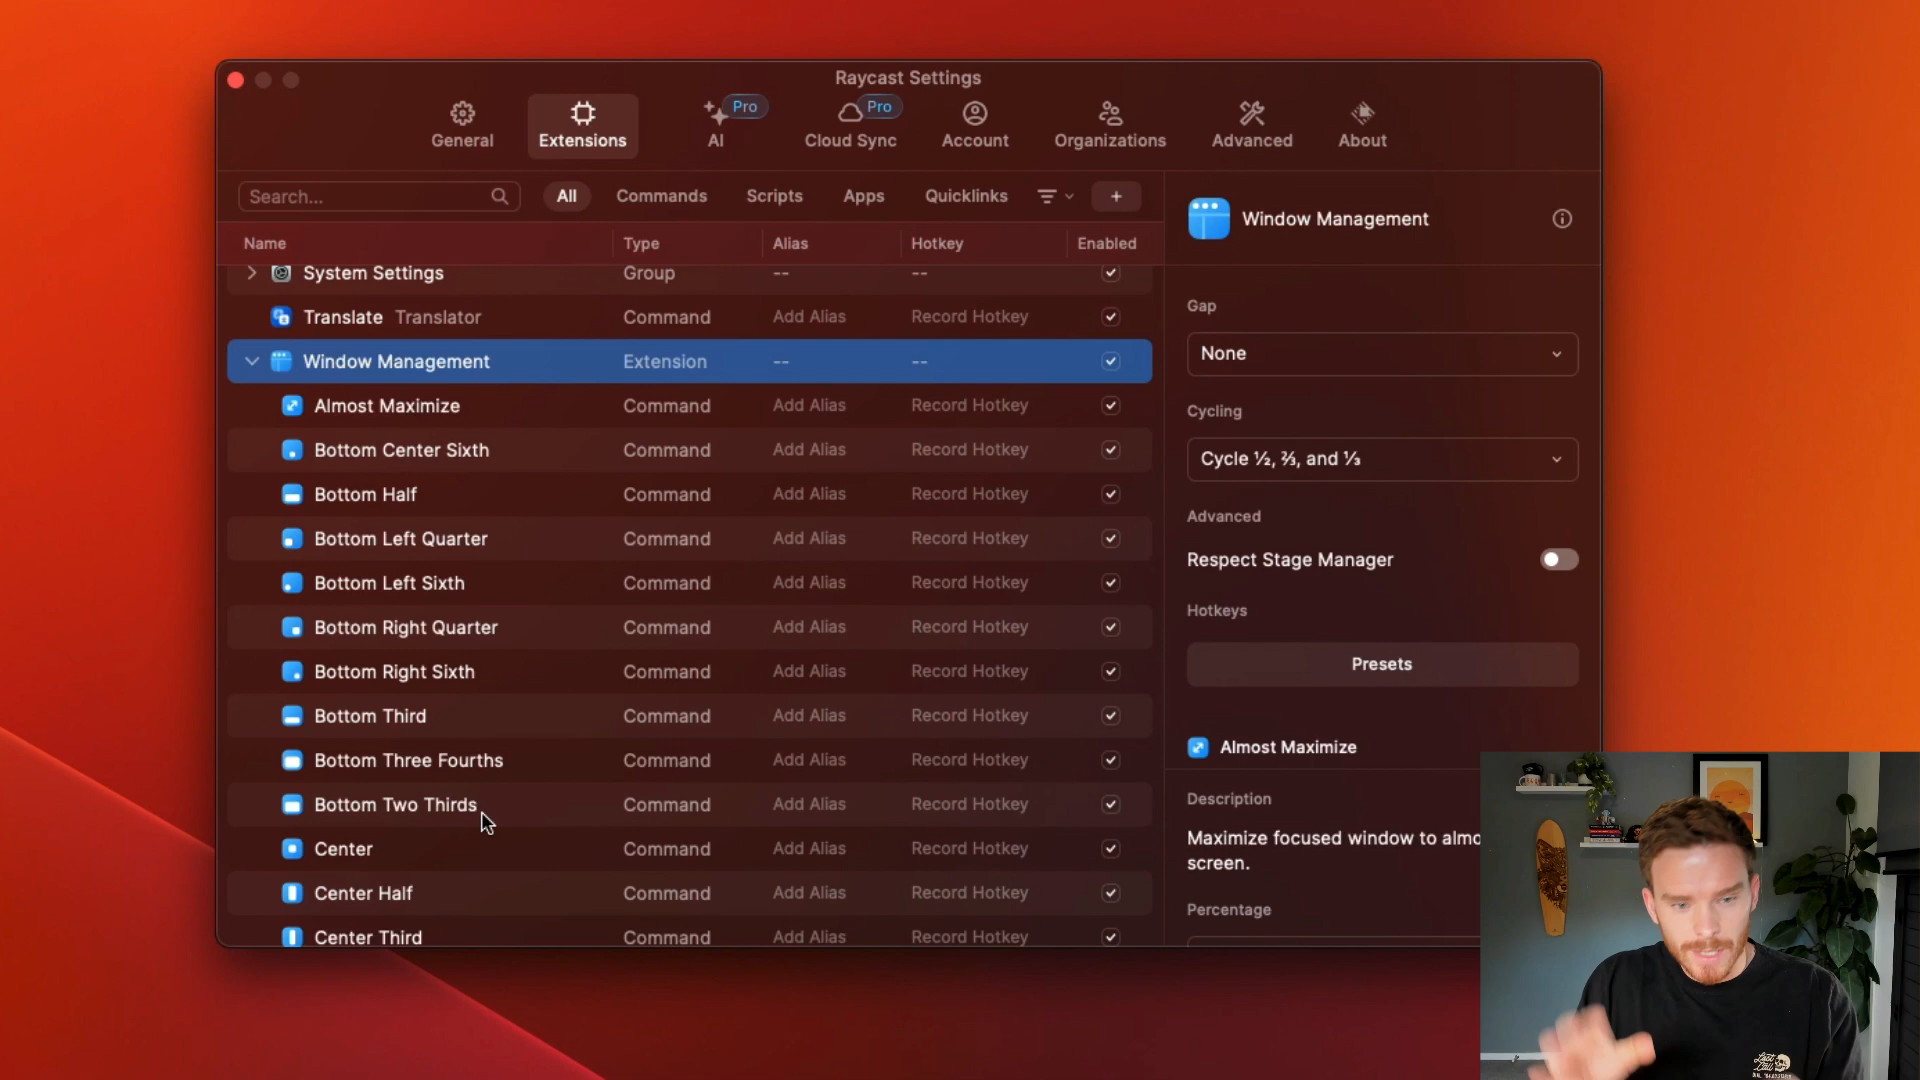 Raycast Settings
General
Extensions
Pro
AI
Pro
Cloud Sync
Account
Organizations
Advanced
About
Search...
All
Commands
Scripts
Apps
Quicklinks
+
Window Management
Name Type Alias Hotkey Enabled
System Settings Group -- --
Translate Translator Command Add Alias Record Hotkey
Window Management Extension -- --
Almost Maximize Command Add Alias Record Hotkey
Bottom Center Sixth Command Add Alias Record Hotkey
Bottom Half Command Add Alias Record Hotkey
Bottom Left Quarter Command Add Alias Record Hotkey
Bottom Left Sixth Command Add Alias Record Hotkey
Bottom Right Quarter Command Add Alias Record Hotkey
Bottom Right Sixth Command Add Alias Record Hotkey
Bottom Third Command Add Alias Record Hotkey
Bottom Three Fourths Command Add Alias Record Hotkey
Bottom Two Thirds Command Add Alias Record Hotkey
Center Command Add Alias Record Hotkey
Center Half Command Add Alias Record Hotkey
Center Third Command Add Alias Record Hotkey
Gap
None
Cycling
Cycle ½, ⅔, and ⅓
Advanced
Respect Stage Manager
Hotkeys
Presets
Almost Maximize
Description
Maximize focused window to almo
screen.
Percentage